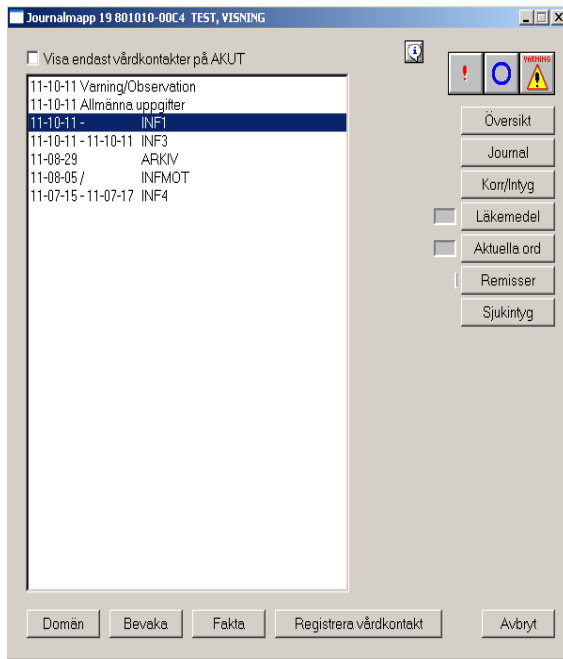 Journalmapp 19 801010-00C4 TEST, VISNING
Visa endast vårdkontakter på AKUT
VARNING
11-10-11 Varning/Observation
11-10-11 Allmänna uppgifter
11-10-11 - INF1
11-10-11 - 11-10-11 INF3
11-08-29 ARKIV
11-08-05 / INFMOT
11-07-15 - 11-07-17 INF4
Översikt
Journal
Korr/Intyg
Läkemedel
Aktuella ord
Remisser
Sjukintyg
Domän
Bevaka
Fakta
Registrera vårdkontakt
Avbryt